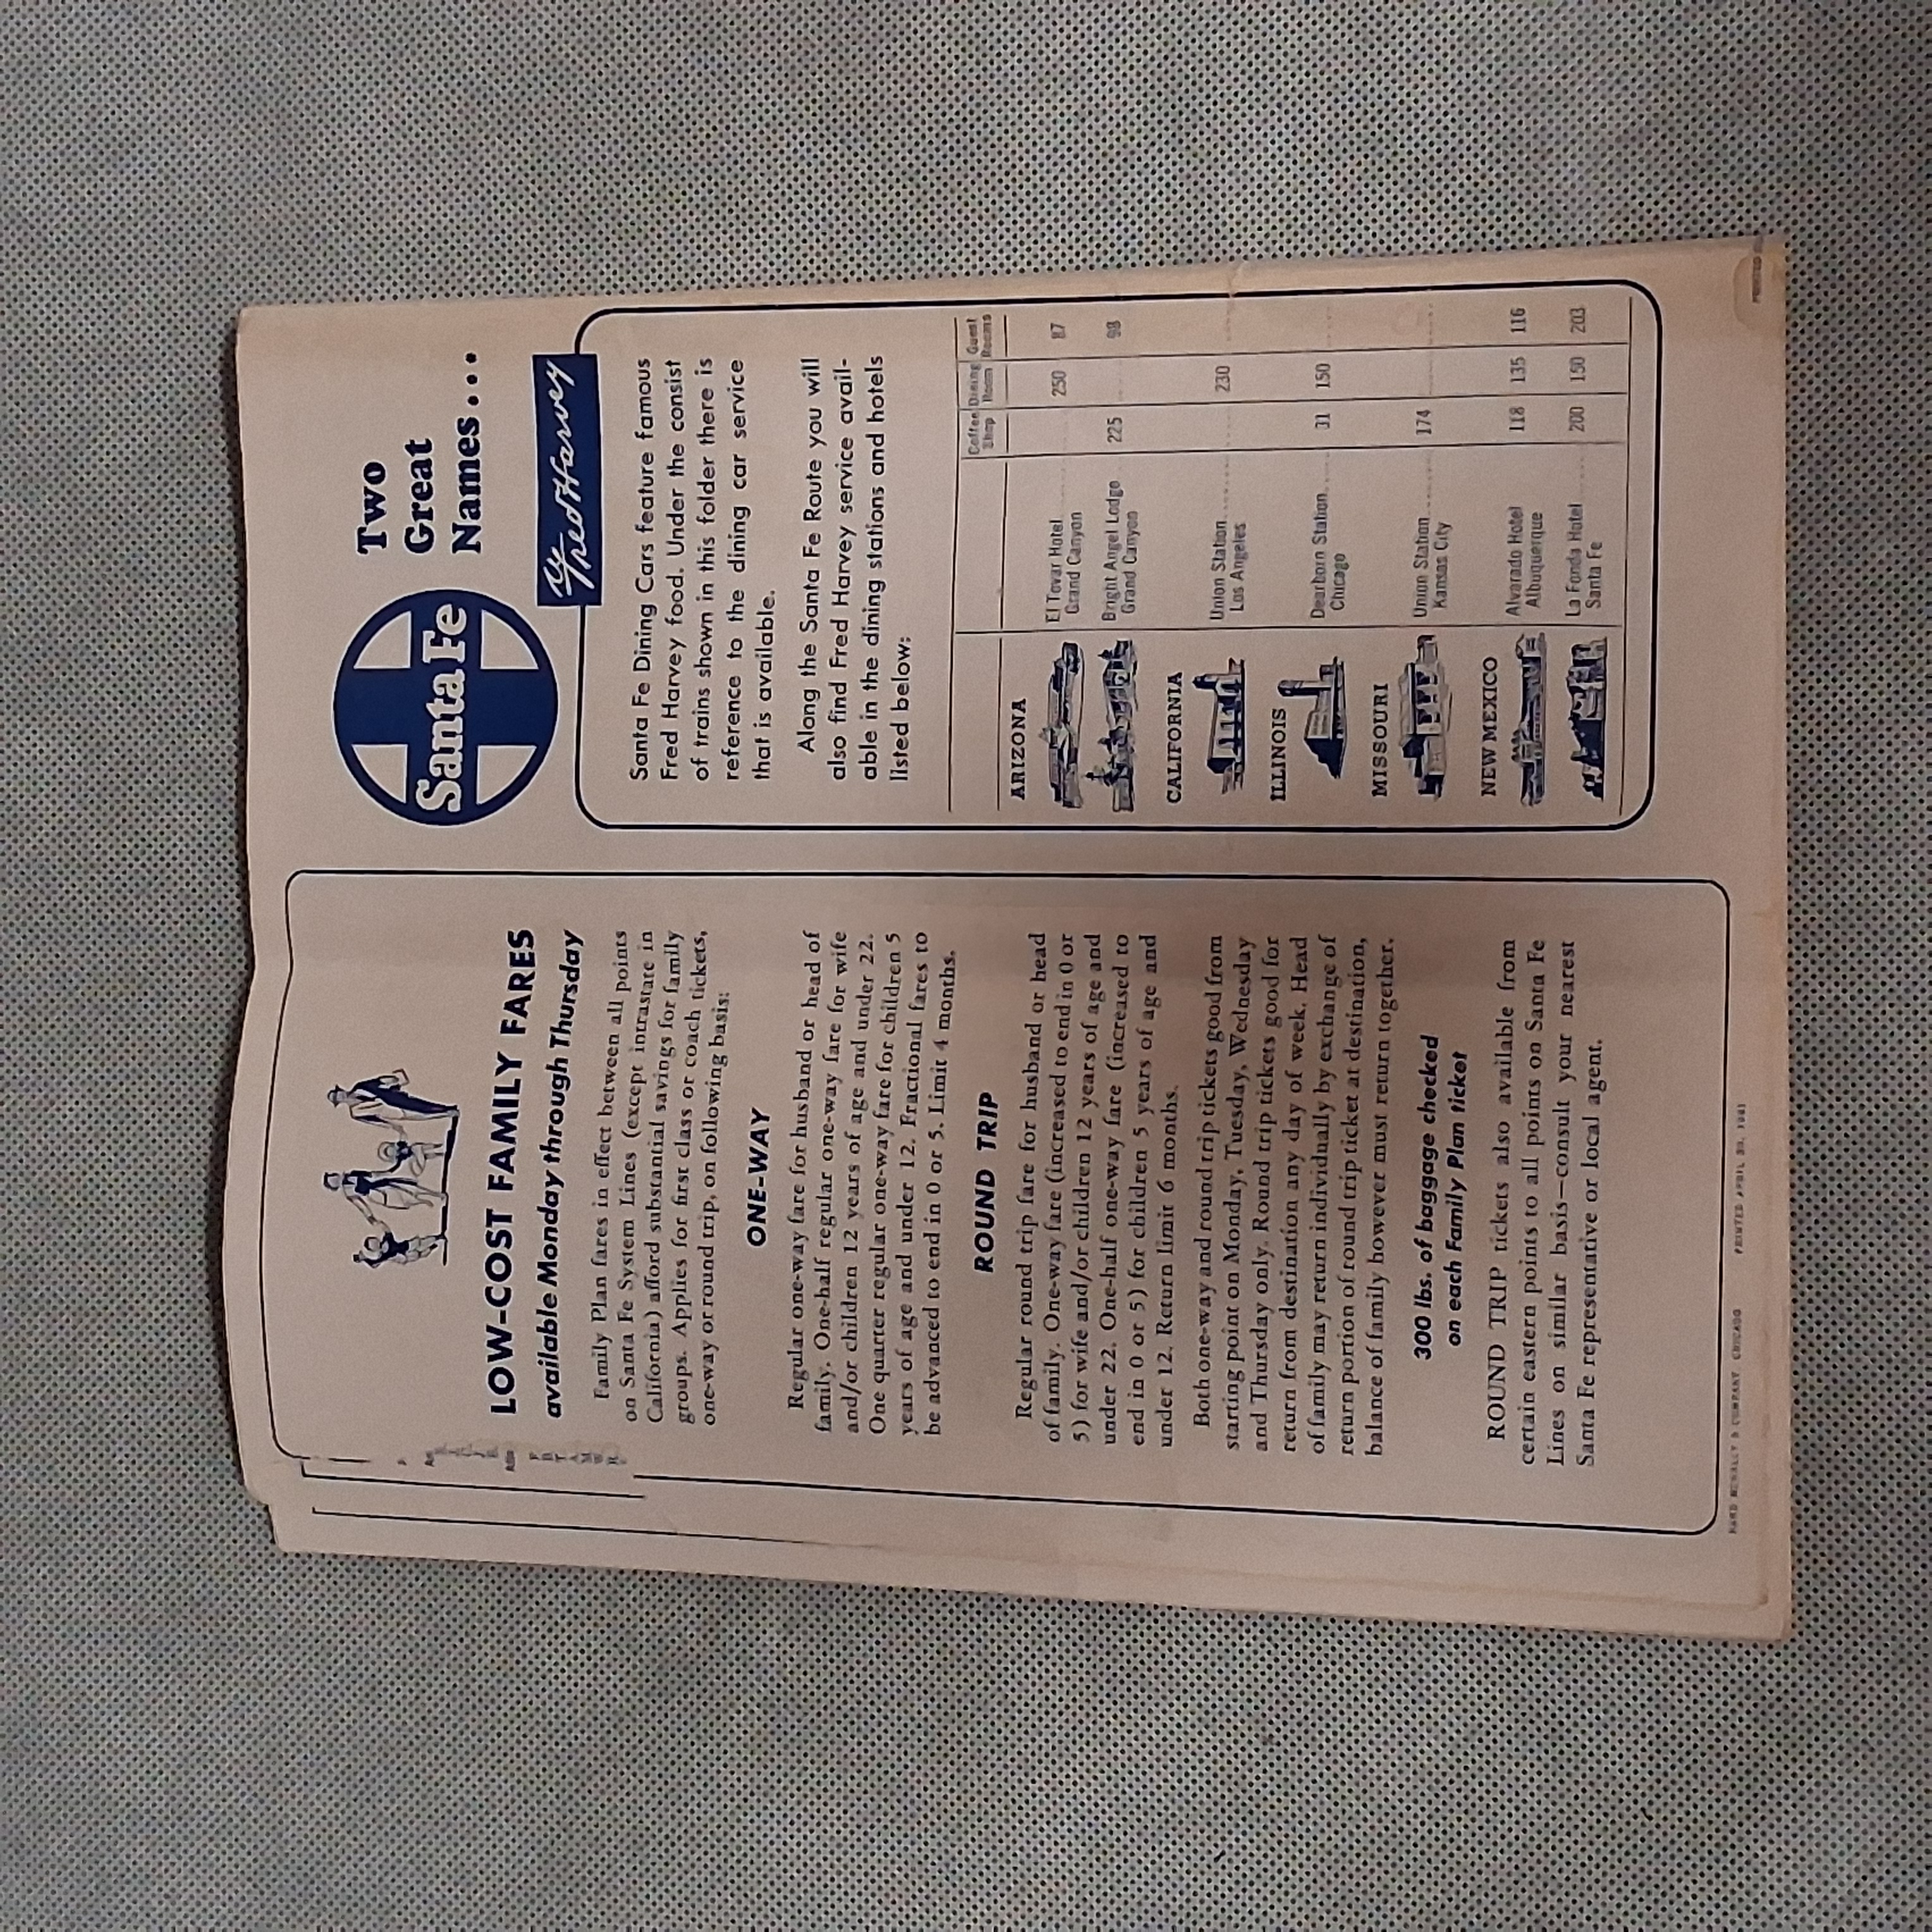 LOW-COST FAMILY FARES
available Monday through Thursday
Family Plan fares in effect between all points
on Santa Fe System Lines (except intrastate in
California) afford substantial savings for family
groups. Applies for first class or coach tickets,
one-way or round trip, on following basis:
ONE-WAY
Regular one-way fare for husband or head of
family. One-half regular one-way fare for wife
and/or children 12 years of age and under 22.
One quarter regular one-way fare for children 5
years of age and under 12. Fractional fares to
be advanced to end in 0 or 5. Limit 4 months.
ROUND TRIP
Regular round trip fare for husband or head
of family. One-way fare (increased to end in 0 or
5) for wife and/or children 12 years of age and
under 22. One-half one-way fare (increased to
end in 0 or 5) for children 5 years of age and
under 12. Return limit 6 months.
Both one-way and round trip tickets good from
starting point on Monday, Tuesday, Wednesday
and Thursday only. Round trip tickets good for
return from destination any day of week. Head
of family may return individually by exchange of
return portion of round trip ticket at destination,
balance of family however must return together.
300 lbs. of baggage checked
on each Family Plan ticket
ROUND TRIP tickets also available from
certain eastern points to all points on Santa Fe
Lines on similar basis—consult your nearest
Santa Fe representative or local agent.
RAND McNALLY & COMPANY, CHICAGO
Santa Fe
Two
Great
Names....
Fred Harvey
Santa Fe Dining Cars feature famous
Fred Harvey food. Under the consist
of trains shown in this folder there is
reference to the dining car service
that is available.
Along the Santa Fe Route you will
also find Fred Harvey service avail-
able in the dining stations and hotels
listed below:
Coffee Shop Dining Room Guest Rooms
ARIZONA
El Tovar Hotel 250 87
Grand Canyon
Bright Angel Lodge 225 98
Grand Canyon
CALIFORNIA
Union Station 230
Los Angeles
ILLINOIS
Dearborn Station 31 150
Chicago
MISSOURI
Union Station 174
Kansas City
NEW MEXICO
Alvarado Hotel 118 135 116
Albuquerque
La Fonda Hotel 200 150 203
Santa Fe